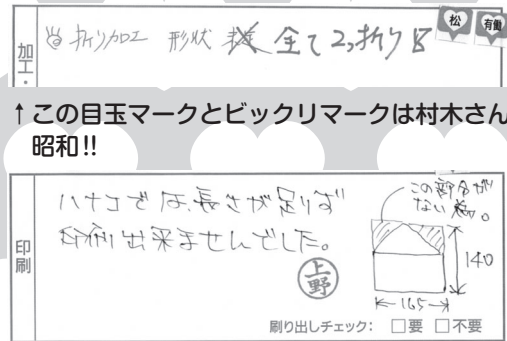 加工・
折り加工 形状 全て2つ折り
松
有働
↑この目玉マークとビックリマークは村木さん
昭和!!
印刷
ハナコでは、長さが足りず
印刷出来ませんでした。
上野
この部分が
ない為。
140
165
刷り出しチェック: □要 □不要